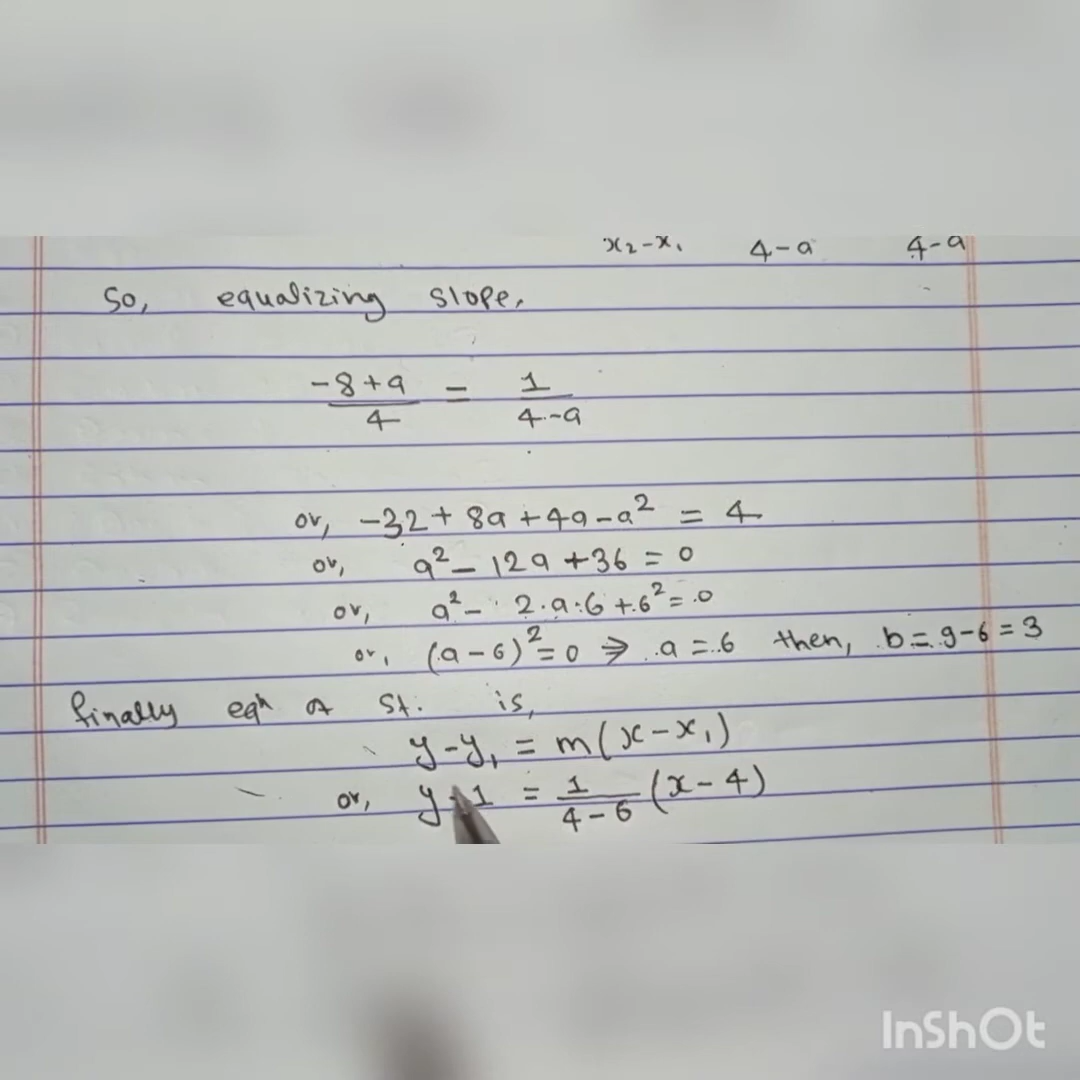 x₂-x₁ 4-a 4-a
So, equalizing slope,
-8+a/4 = 1/4-a
or, -32+8a+4a-a² = 4
or, a²-12a+36=0
or, a²-2.a.6+6²=0
or, (a-6)²=0 ⇒ a=6 then, b=9-6=3
finally eqⁿ of St. is,
y-y₁ = m(x-x₁)
or, y-1 = 1/4-6 (x-4)
InShOt